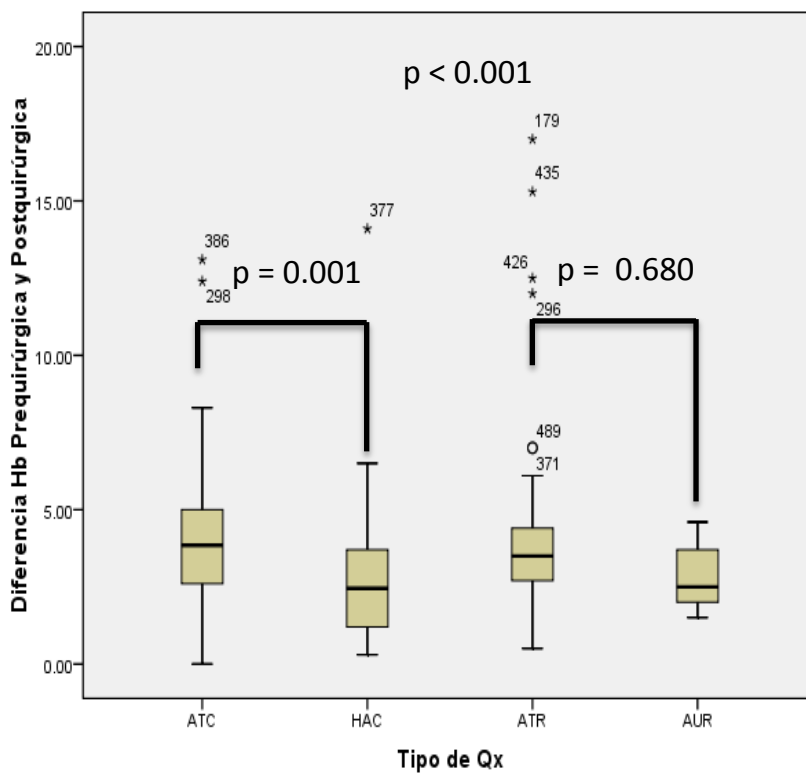 20.00
p < 0.001
179
435
15.00
377
386
298
p = 0.001
426
p = 0.680
296
10.00
489
371
5.00
0.00
ATC HAC ATR AUR
Tipo de Qx
Diferencia Hb Prequirúrgica y Postquirúrgica